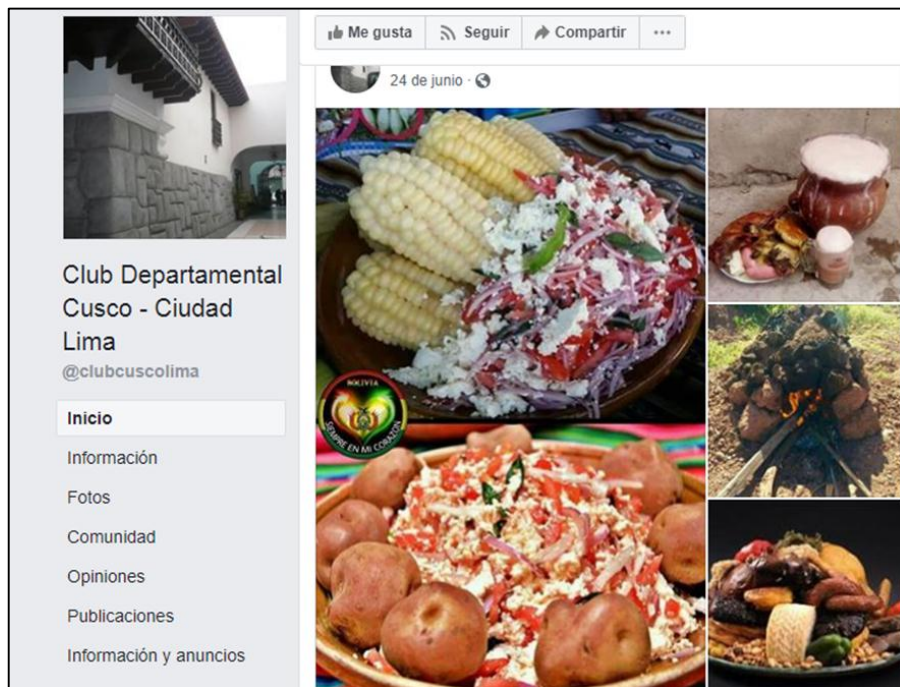 Me gusta
Seguir
Compartir
24 de junio
Club Departamental
Cusco - Ciudad
Lima
@clubcuscolima
Inicio
Información
Fotos
Comunidad
Opiniones
Publicaciones
Información y anuncios
BOLIVIA
SIEMPRE EN MI CORAZÓN